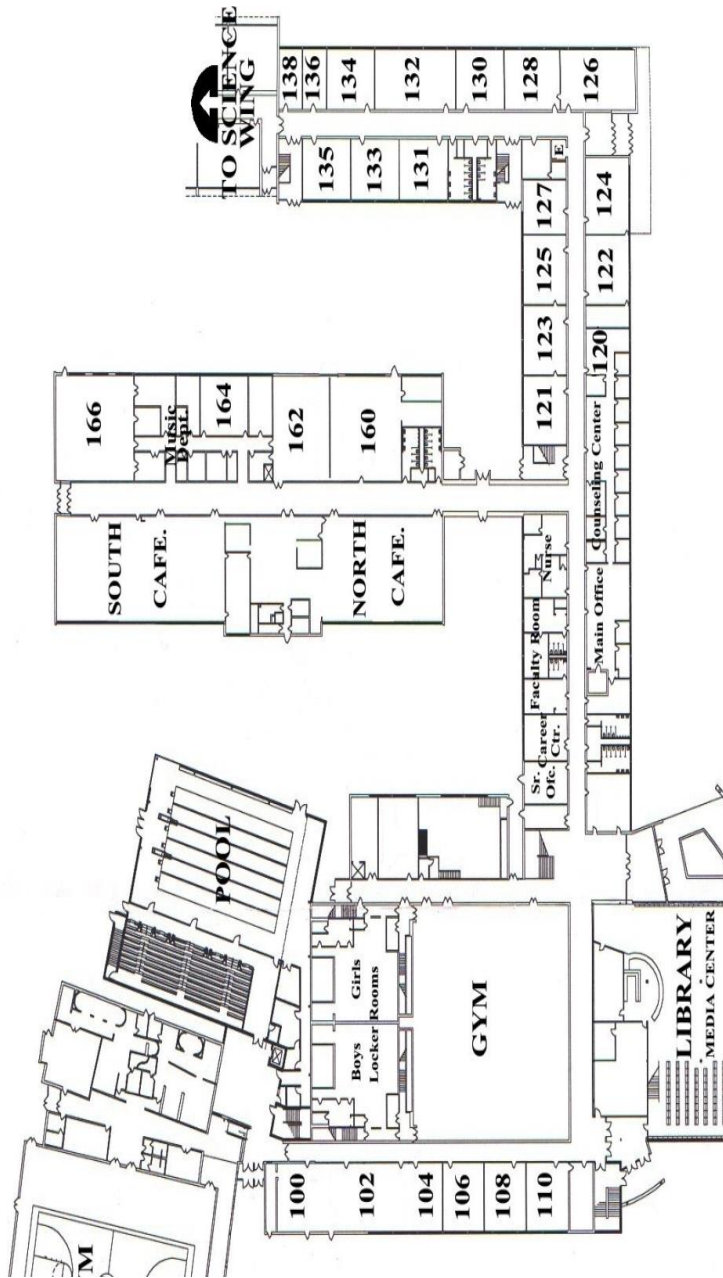 TO SCIENCE
WING
138
136
134
132
130
128
126
135
133
131
E
127
124
125
122
123
120
121
166
Music
Dept.
164
162
160
Counseling Center
SOUTH
CAFE.
NORTH
CAFE.
Nurse
Faculty Room
Main Office
Career
Ctr.
Sr.
Ofc.
POOL
Girls
Rooms
Boys
Locker
GYM
LIBRARY
MEDIA CENTER
100
102
104
106
108
110